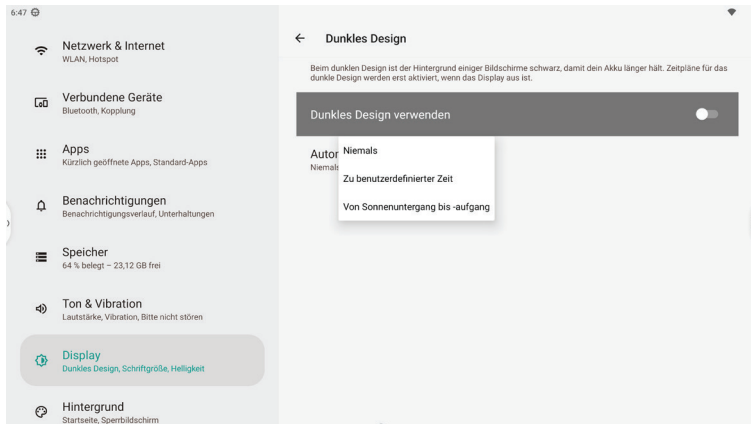 6:47
Netzwerk & Internet
WLAN, Hotspot
Verbundene Geräte
Bluetooth, Kopplung
Apps
Kürzlich geöffnete Apps, Standard-Apps
Benachrichtigungen
Benachrichtigungsverlauf, Unterhaltungen
Speicher
64 % belegt – 23,12 GB frei
Ton & Vibration
Lautstärke, Vibration, Bitte nicht stören
Display
Dunkles Design, Schriftgröße, Helligkeit
Hintergrund
Startseite, Sperrbildschirm
Dunkles Design
Beim dunklen Design ist der Hintergrund einiger Bildschirme schwarz, damit dein Akku länger hält. Zeitpläne für das
dunkle Design werden erst aktiviert, wenn das Display aus ist.
Dunkles Design verwenden
Autor
Niemals
Niemals
Zu benutzerdefinierter Zeit
Von Sonnenuntergang bis -aufgang